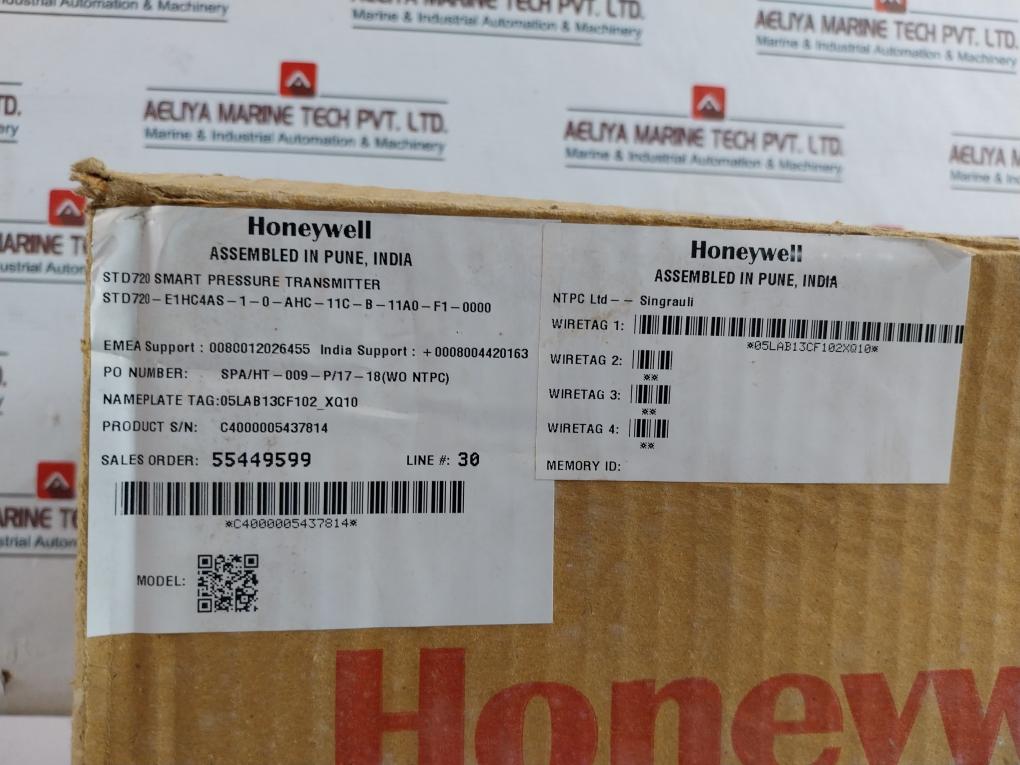 Industrial Automation & Machinery
AELIYA MARINE TECH PVT. LTD.
Marine & Industrial Automation & Machinery
AELIYA MARINE TECH PVT. LTD.
Marine & Industrial Automation & Machinery
AELIYA MARINE TECH PVT. LTD.
Marine & Industrial Automation & Machinery
AELIYA MARINE TECH PVT. LTD.
Marine & Industrial Automation & Machinery
AELIYA
Marine &
Honeywell
ASSEMBLED IN PUNE, INDIA
STD720 SMART PRESSURE TRANSMITTER
STD720-E1HC4AS-1-0-AHC-11C-B-11A0-F1-0000
EMEA Support : 0080012026455 India Support : +0008004420163
PO NUMBER: SPA/HT-009-P/17-18(WO NTPC)
NAMEPLATE TAG:05LAB13CF102_XQ10
PRODUCT S/N: C4000005437814
SALES ORDER: 55449599 LINE #: 30
*C4000005437814*
MODEL:
Honeywell
ASSEMBLED IN PUNE, INDIA
NTPC Ltd-- Singrauli
WIRETAG 1:
*05LAB13CF102XQ10*
WIRETAG 2:
**
WIRETAG 3:
**
WIRETAG 4:
**
MEMORY ID:
Honeyw